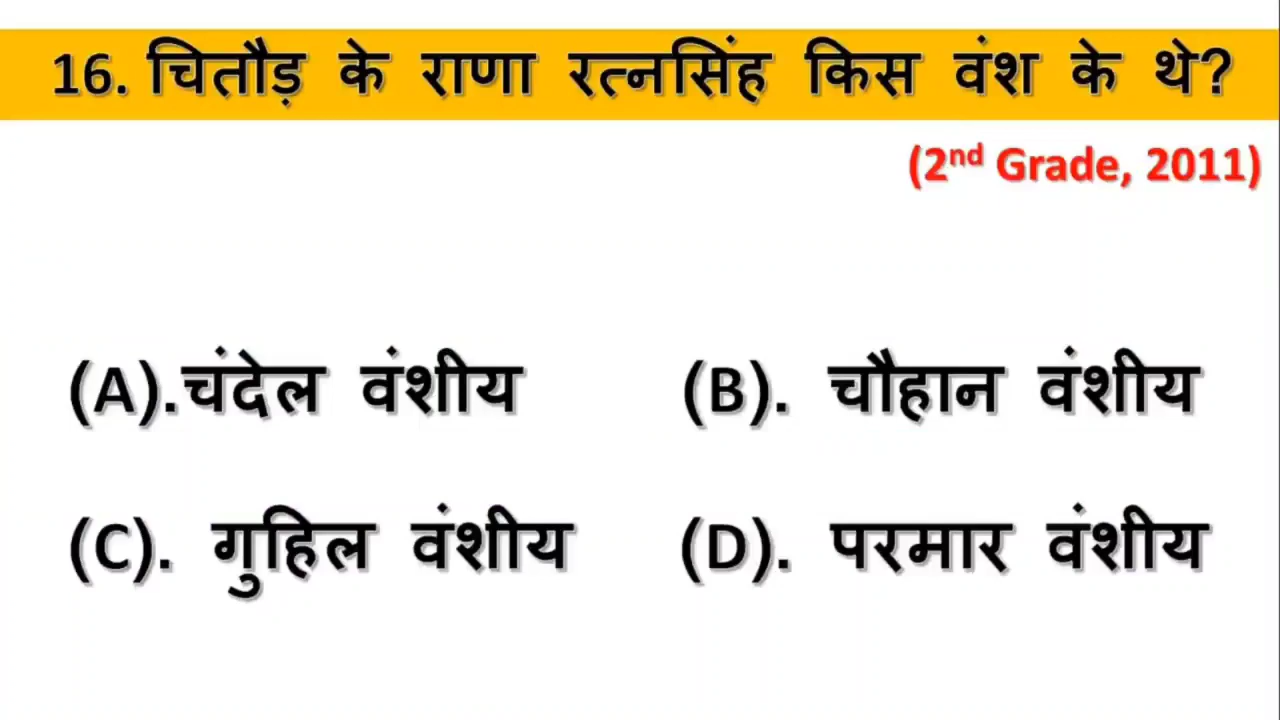 16. चितौड़ के राणा रत्नसिंह किस वंश के थे?
(2nd Grade, 2011)
(A).चंदेल वंशीय (B). चौहान वंशीय
(C). गुहिल वंशीय (D). परमार वंशीय